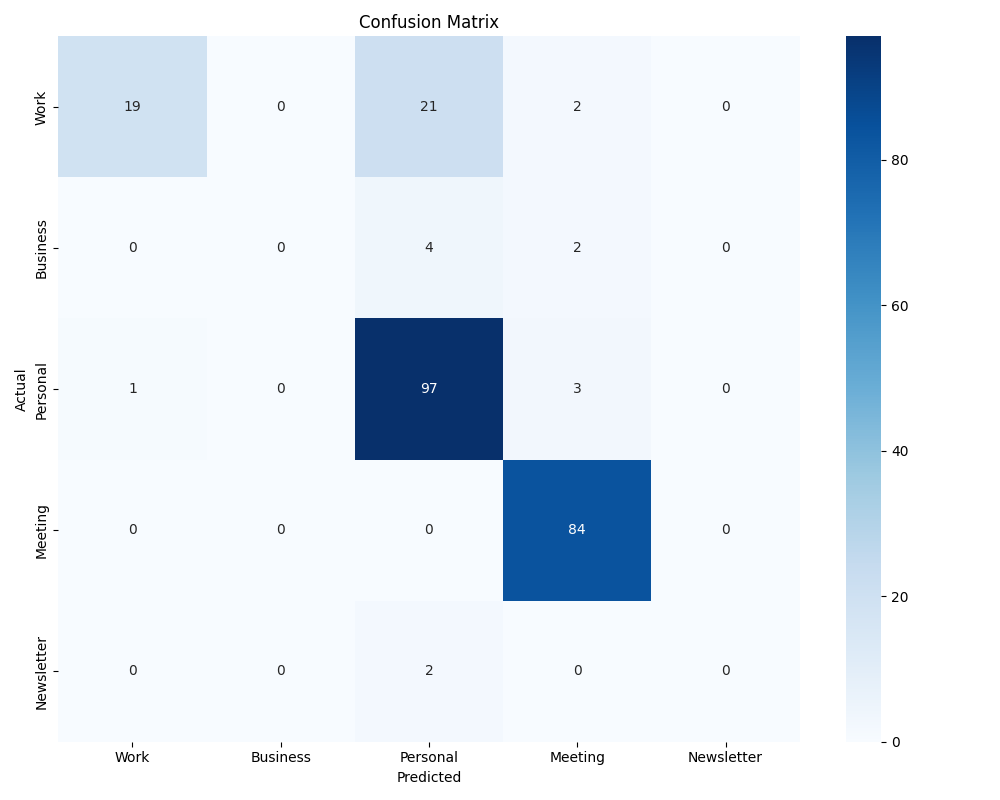 Confusion Matrix
Actual
Work
19 0 21 2 0
Business
0 0 4 2 0
Personal
1 0 97 3 0
Meeting
0 0 0 84 0
Newsletter
0 0 2 0 0
Work Business Personal Meeting Newsletter
Predicted
80
60
40
20
0